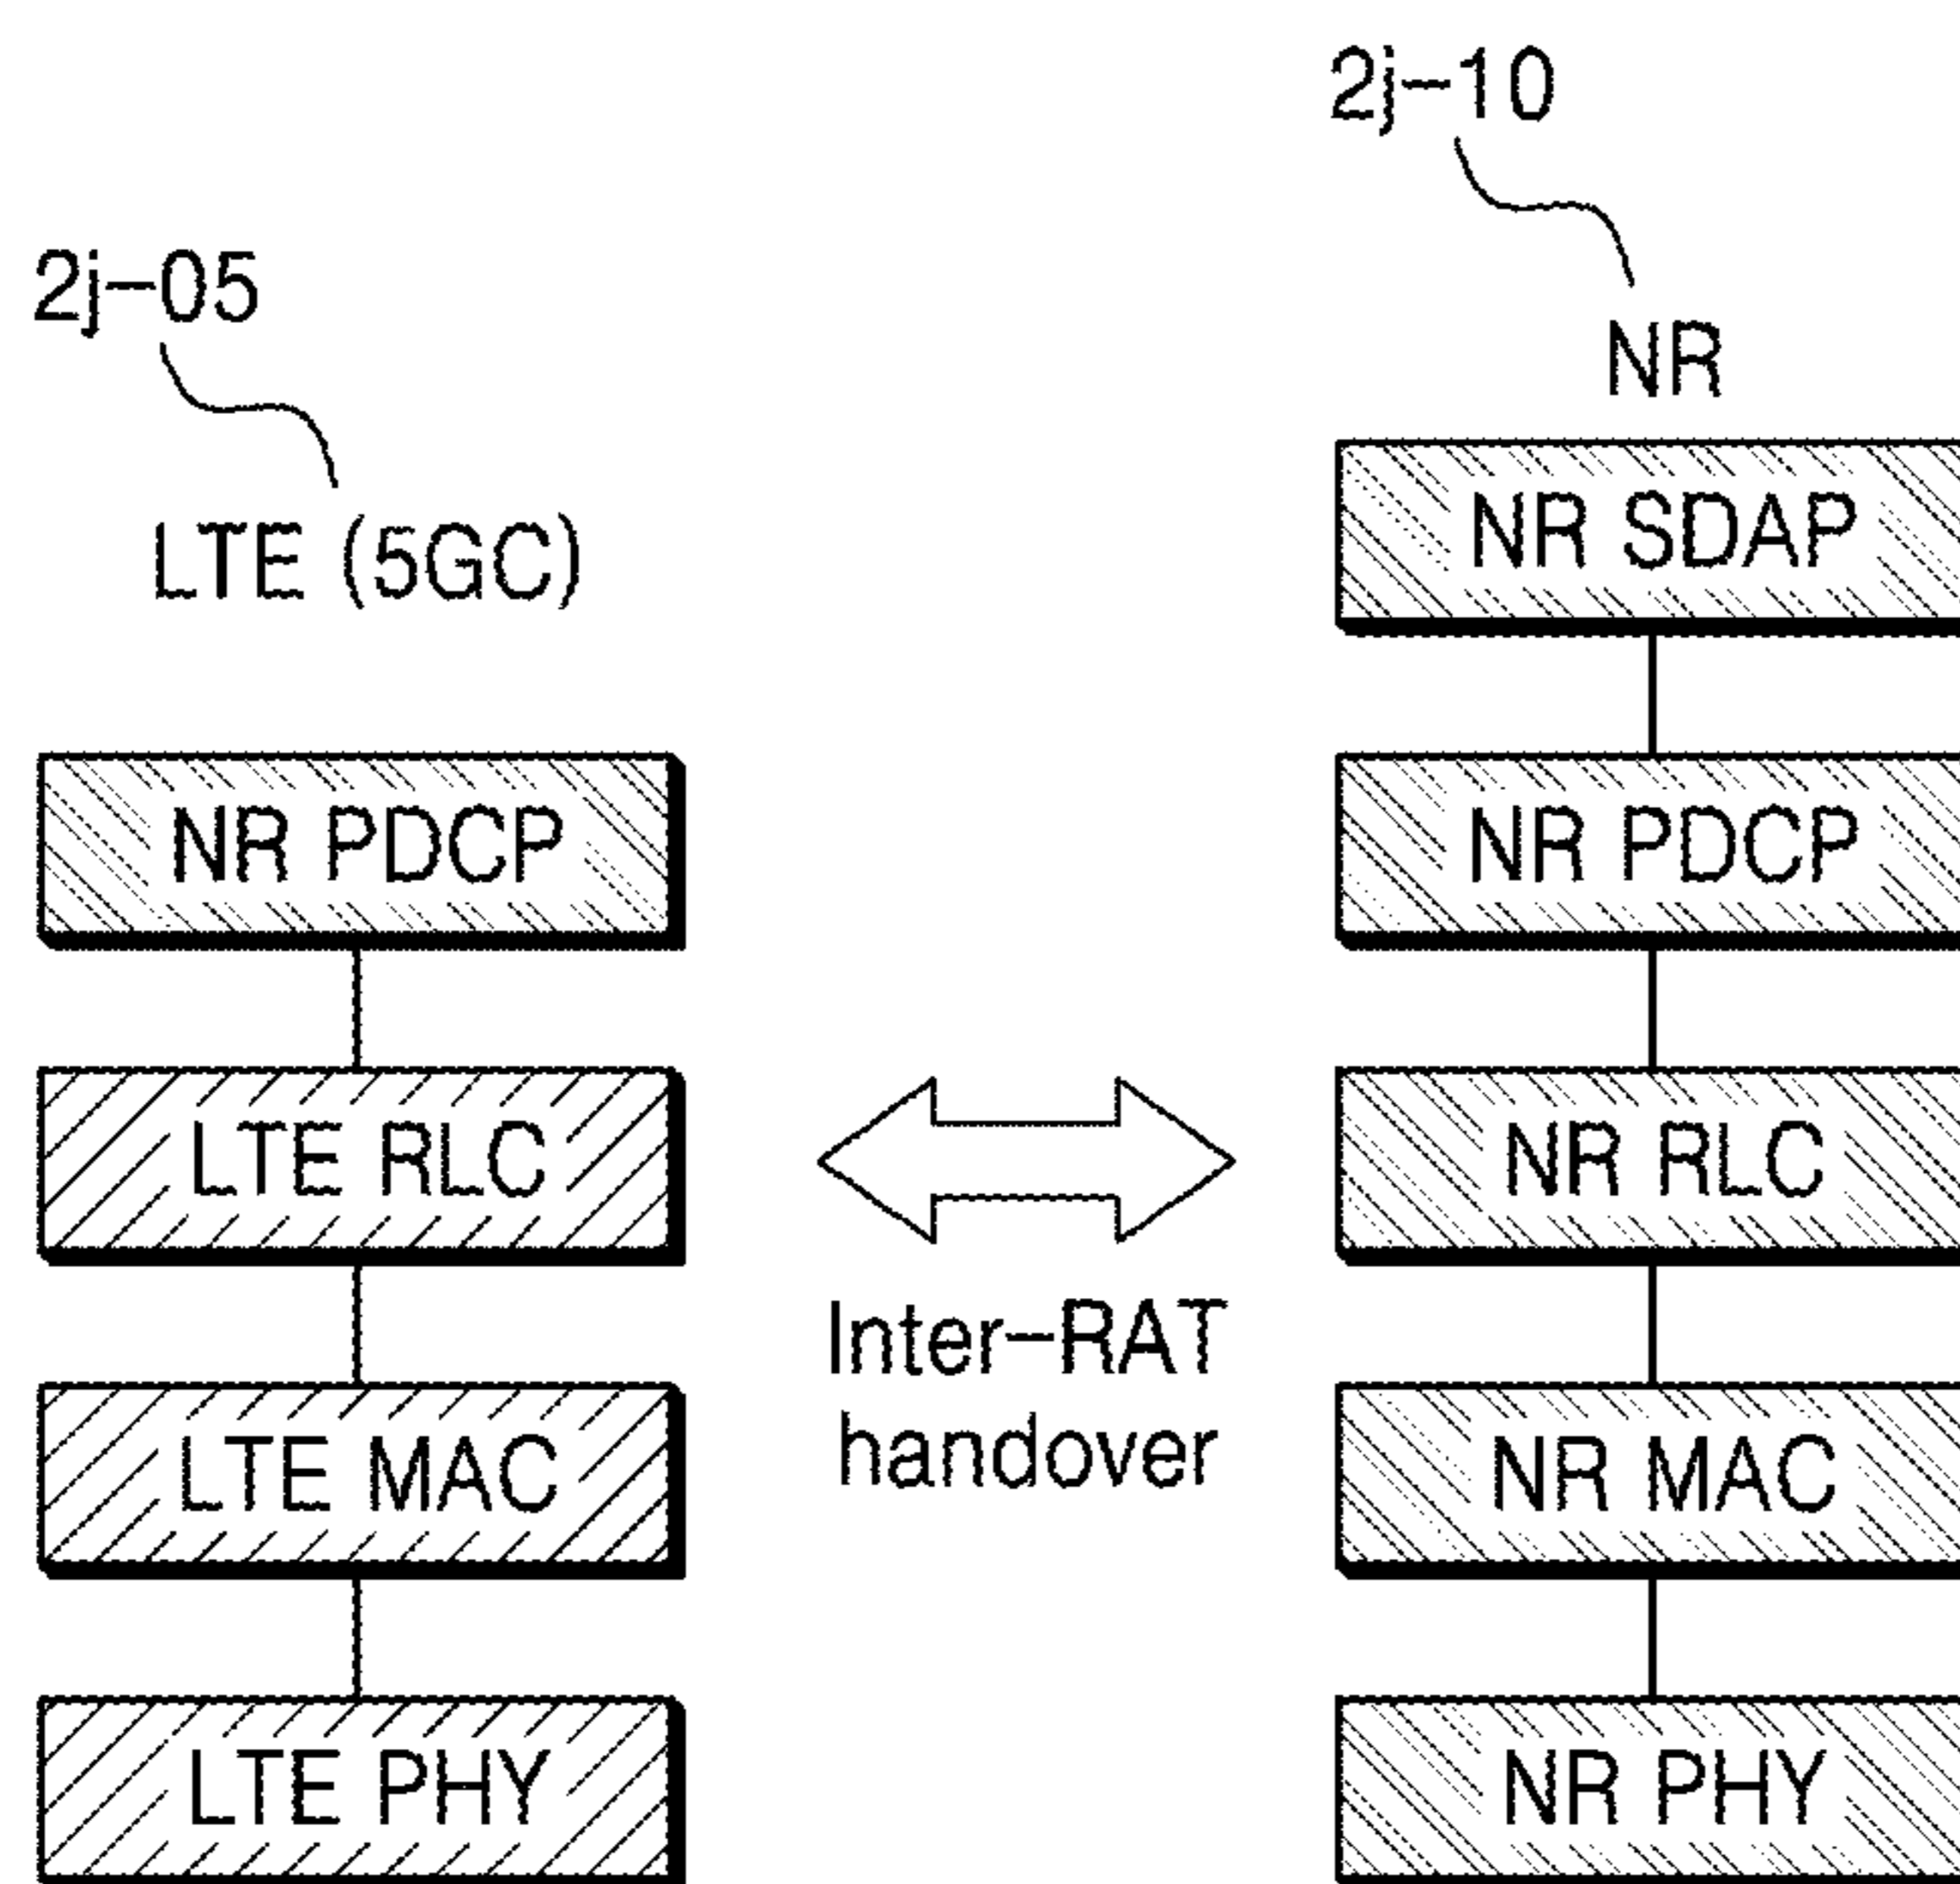 2j-10
2j-05
NR
LTE (5GC)
NR SDAP
NR PDCP
NR PDCP
LTE RLC
NR RLC
Inter-RAT
handover
LTE MAC
NR MAC
LTE PHY
NR PHY